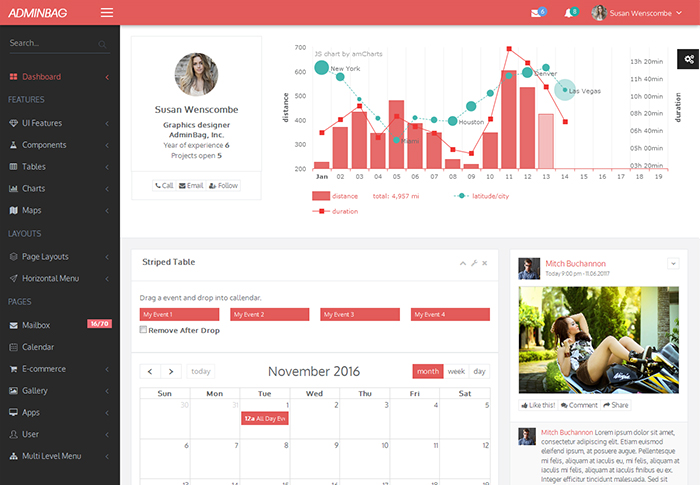 ADMINBAG
6
8
Susan Wenscombe
Search...
Dashboard
FEATURES
UI Features
Components
Tables
Charts
Maps
LAYOUTS
Page Layouts
Horizontal Menu
PAGES
Mailbox
16/70
Calendar
E-commerce
Gallery
Apps
User
Multi Level Menu
Susan Wenscombe
Graphics designer
AdminBag, Inc.
Year of experience 6
Projects open 5
Call
Email
Follow
JS chart by amCharts
distance
700
600
500
400
300
200
New York
Miami
Houston
Denver
Las Vegas
13h 20min
11h 40min
10h 00min
08h 20min
06h 40min
05h 00min
03h 20min
duration
Jan 02 03 04 05 06 07 08 09 10 11 12 13 14 15 16 17 18 19
distance total: 4,957 mi latitude/city
duration
Striped Table
Drag a event and drop into callendar.
My Event 1
My Event 2
My Event 3
My Event 4
Remove After Drop
today
November 2016
month week day
Sun Mon Tue Wed Thu Fri Sat
30 31 1 2 3 4 5
12a All Day Eve
6 7 8 9 10 11 12
Mitch Buchannon
Today 9:00 pm - 11.06.2017
Ninja
Like this!
Comment
Share
Mitch Buchannon Lorem ipsum dolor sit amet,
consectetur adipiscing elit. Etiam euismod
eleifend ipsum, at posuere augue. Pellentesque
mi felis, aliquam at iaculis eu, mi felis, aliquam
at iaculis mi felis, aliquam at iaculis finibus eu ex.
Integer efficitur tincidunt malesuada. Sed id